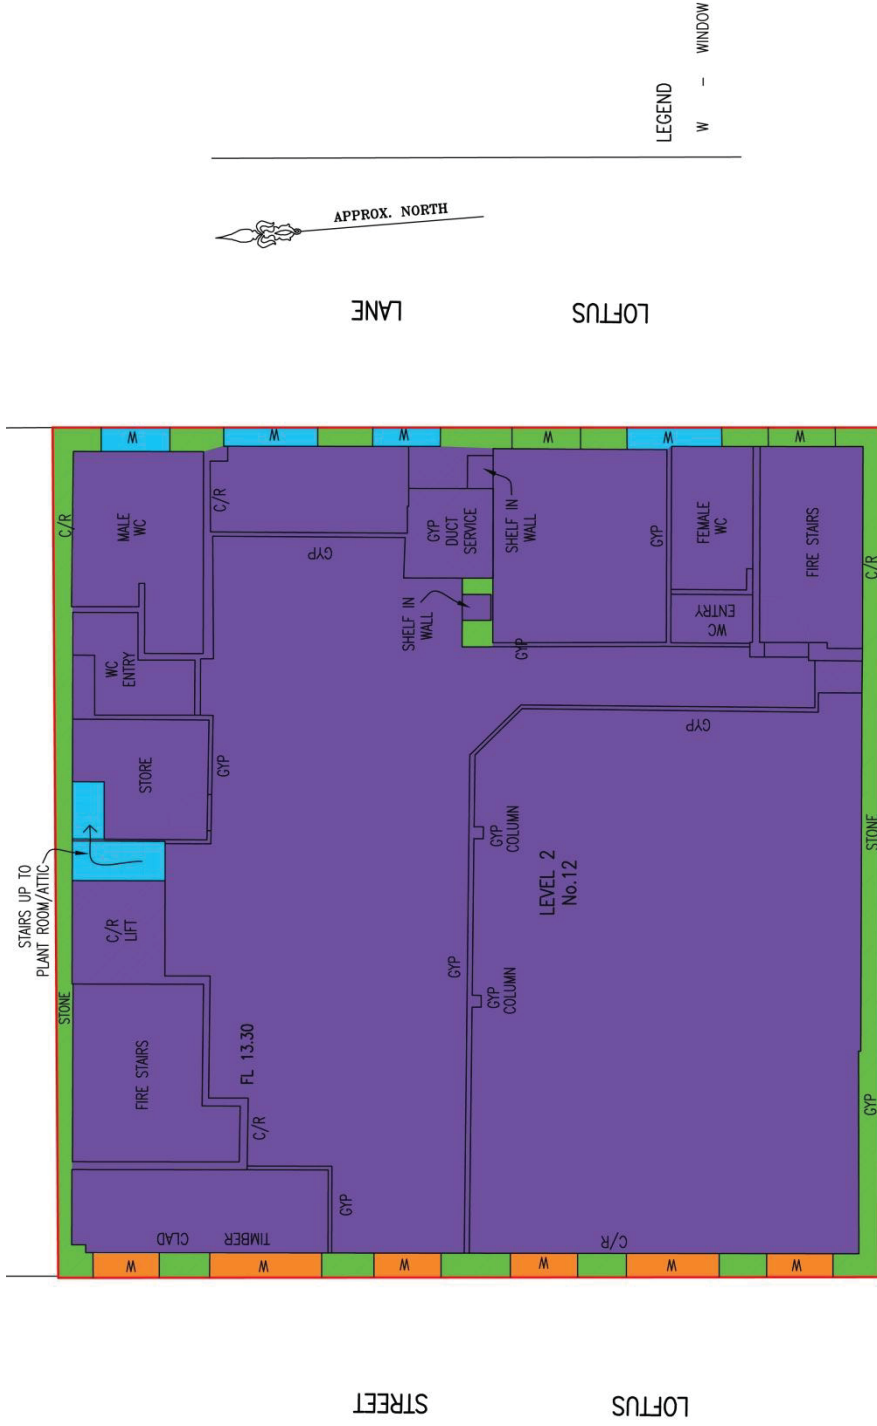 LEGEND
W - WINDOW
APPROX. NORTH
LANE
LOFTUS
W
W
W
W
W
W
C/R
MALE
WC
C/R
GYP
GYP
DUCT
SERVICE
SHELF IN
WALL
SHELF IN
WALL
GYP
GYP
FEMALE
WC
WC
ENTRY
FIRE STAIRS
C/R
WC
ENTRY
STORE
GYP
GYP
STAIRS UP TO
PLANT ROOM/ATTIC
C/R
LIFT
GYP
COLUMN
LEVEL 2
No.12
STONE
STONE
GYP
GYP
COLUMN
FIRE STAIRS
FL 13.30
C/R
GYP
TIMBER CLAD
GYP
C/R
W
W
W
W
W
W
STREET
LOFTUS